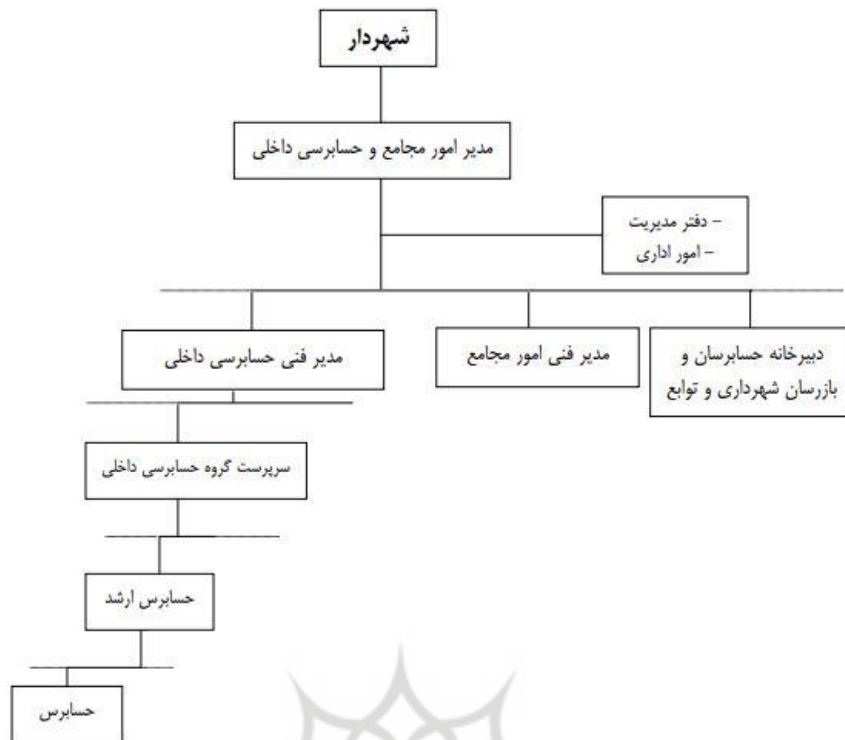 شهردار
مدیر امور مجامع و حسابرسی داخلی
- دفتر مدیریت
- امور اداری
دبیرخانه حسابرسان و
بازرسان شهرداری و توابع
مدیر فنی امور مجامع
مدیر فنی حسابرسی داخلی
سرپرست گروه حسابرسی داخلی
حسابرس ارشد
حسابرس